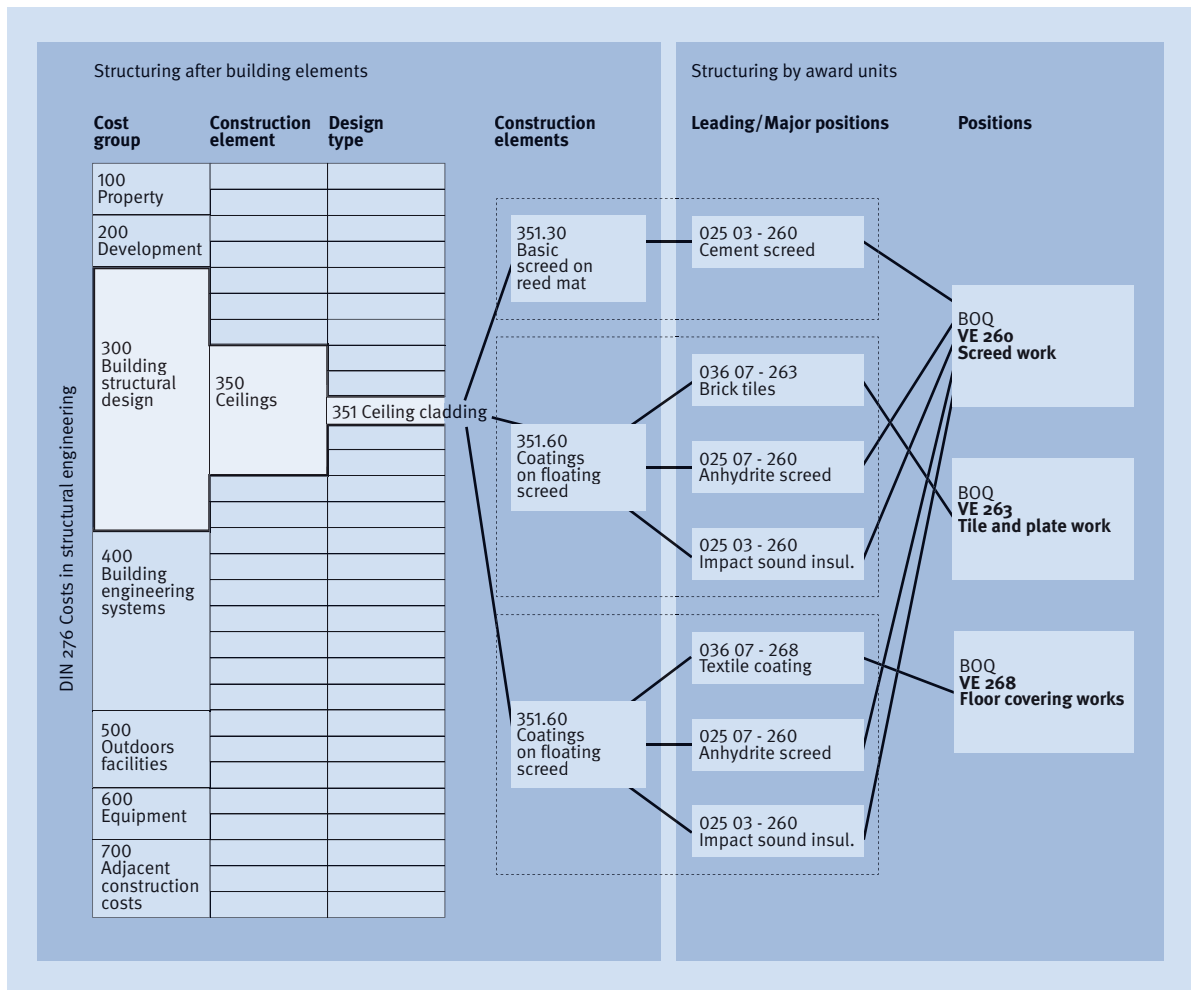 Structuring after building elements
Structuring by award units
Cost
group
Construction
element
Design
type
Construction
elements
Leading/Major positions
Positions
DIN 276 Costs in structural engineering
100
Property
200
Development
300
Building
structural
design
350
Ceilings
351 Ceiling cladding
400
Building
engineering
systems
500
Outdoors
facilities
600
Equipment
700
Adjacent
construction
costs
351.30
Basic
screed on
reed mat
351.60
Coatings
on floating
screed
351.60
Coatings
on floating
screed
025 03 - 260
Cement screed
036 07 - 263
Brick tiles
025 07 - 260
Anhydrite screed
025 03 - 260
Impact sound insul.
036 07 - 268
Textile coating
025 07 - 260
Anhydrite screed
025 03 - 260
Impact sound insul.
BOQ
VE 260
Screed work
BOQ
VE 263
Tile and plate work
BOQ
VE 268
Floor covering works